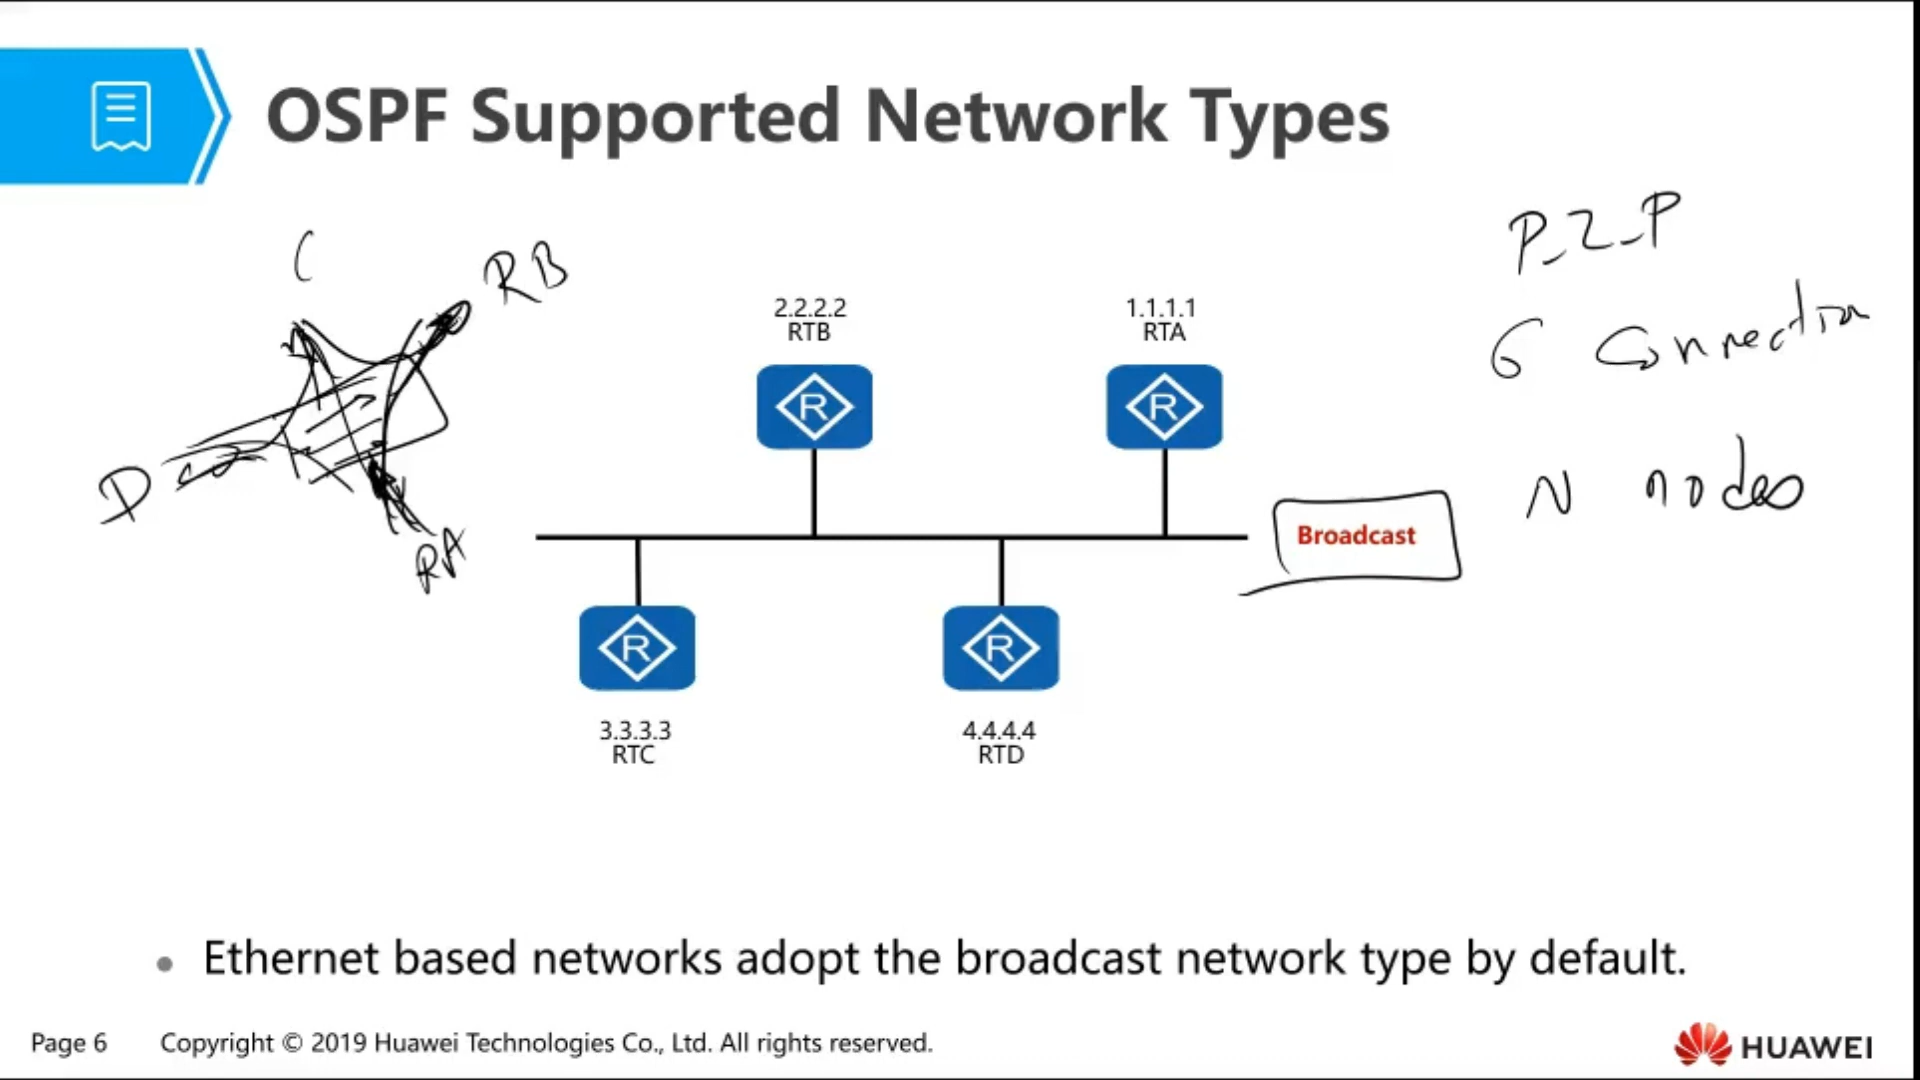 OSPF Supported Network Types
P-2-P
C
RB
2.2.2.2
RTB
1.1.1.1
RTA
6 Connection
D
RA
N nodes
Broadcast
3.3.3.3
RTC
4.4.4.4
RTD
Ethernet based networks adopt the broadcast network type by default.
Page 6
Copyright © 2019 Huawei Technologies Co., Ltd. All rights reserved.
HUAWEI